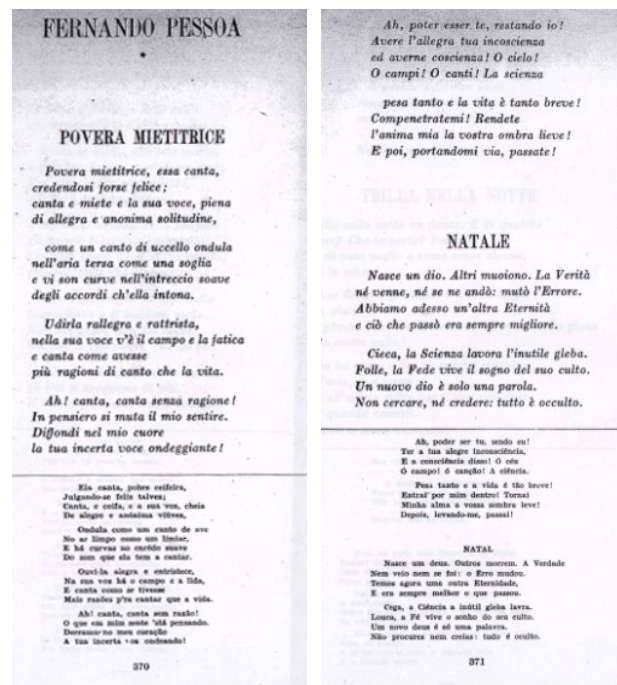 FERNANDO PESSOA
*
POVERA MIETITRICE
Povera mietitrice, essa canta,
credendosi forse felice;
canta e miete e la sua voce, piena
di allegra e anonima solitudine,
come un canto di uccello ondula
nell'aria tersa come una soglia
e vi son curve nell'intreccio soave
degli accordi ch'ella intona.
Udirla rallegra e rattrista,
nella sua voce v'è il campo e la fatica
e canta come avesse
più ragioni di canto che la vita.
Ah! canta, canta senza ragione!
In pensiero si muta il mio sentire.
Diffondi nel mio cuore
la tua incerta voce ondeggiante!
Ela canta, pobre ceifeira,
Julgando-se feliz talvez;
Canta, e ceifa, e a sua voz, cheia
De alegre e anónima viùvez,
Ondula como um canto de ave
No ar limpo como um limiar,
E há curvas no enrêdo suave
Do som que ela tem a cantar.
Ouvi-la alegra e entristece,
Na sua voz há o campo e a lida,
E canta como se tivesse
Mais razões p'ra cantar que a vida.
Ah! canta, canta sem razão!
O que em mim sente 'stá pensando.
Derrama no meu coração
A tua incerta voz ondeando!
370
Ah, poter esser te, restando io!
Avere l'allegra tua incoscienza
ed averne coscienza! O cielo!
O campi! O canti! La scienza
pesa tanto e la vita è tanto breve!
Compenetratemi! Rendete
l'anima mia la vostra ombra lieve!
E poi, portandomi via, passate!
TRILLA NELLA NOTTE
NATALE
Nasce un dio. Altri muoiono. La Verità
né venne, né se ne andò: mutò l'Errore.
Abbiamo adesso un'altra Eternità
e ciò che passò era sempre migliore.
Cieca, la Scienza lavora l'inutile gleba.
Folle, la Fede vive il sogno del suo culto.
Un nuovo dio è solo una parola.
Non cercare, né credere: tutto è occulto.
Ah, poder ser tu, sendo eu!
Ter a tua alegre inconsciência,
E a consciência disso! Ó céu
Ó campo! ó canção! A ciência.
Pesa tanto e a vida é tão breve!
Entrai por mim dentro! Tornai
Minha alma a vossa sombra leve!
Depois, levando-me, passai!
NATAL
Nasce um deus. Outros morrem. A Verdade
Nem veio nem se foi: o Êrro mudou.
Temos agora uma outra Eternidade,
E era sempre melhor o que passou.
Cega, a Ciência a inútil gleba lavra.
Louca, a Fé vive o sonho do seu culto.
Um novo deus é só uma palavra.
Não procures nem creias: tudo é oculto.
371